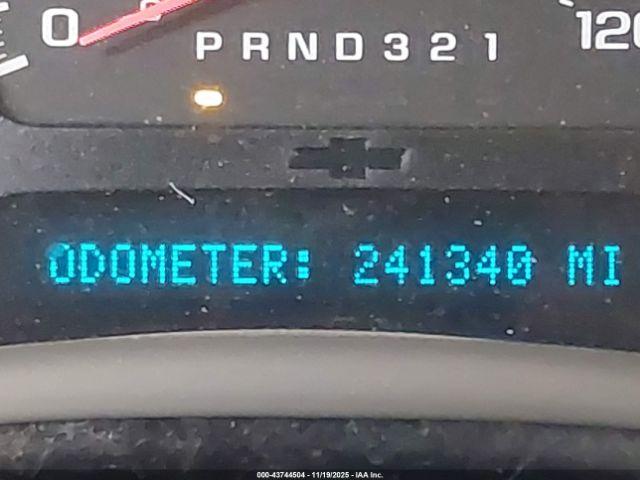 0 120
P R N D 3 2 1
ODOMETER: 241340 MI
000-43744504 - 11/19/2025 - IAA Inc.